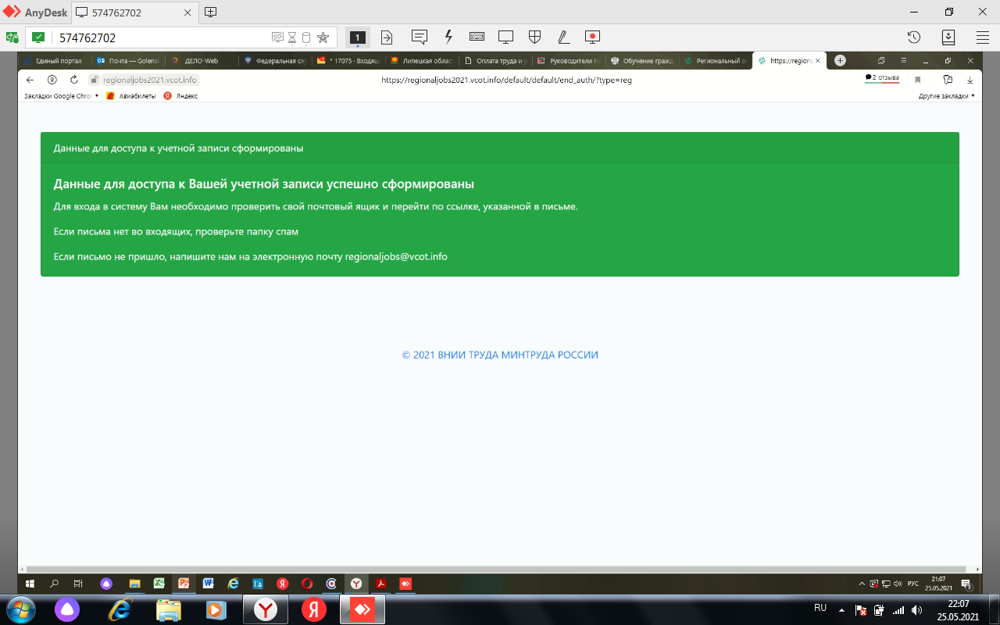 AnyDesk
574762702
574762702
1
Единый портал
Почта — Golensk
ДЕЛО-Web
Федеральная слу
* 17075 · Входящ
Липецкая област
Оплата труда и у
Руководители НА
Обучение гражд
Региональный о
https://regiona
regionaljobs2021.vcot.info
https://regionaljobs2021.vcot.info/default/default/end_auth/?type=reg
2 отзыва
Закладки Google Chro
Авиабилеты
Яндекс
Другие закладки
Данные для доступа к учетной записи сформированы
Данные для доступа к Вашей учетной записи успешно сформированы
Для входа в систему Вам необходимо проверить свой почтовый ящик и перейти по ссылке, указанной в письме.
Если письма нет во входящих, проверьте папку спам
Если письмо не пришло, напишите нам на электронную почту regionaljobs@vcot.info
© 2021 ВНИИ ТРУДА МИНТРУДА РОССИИ
РУС
21:07
25.05.2021
3
RU
22:07
25.05.2021